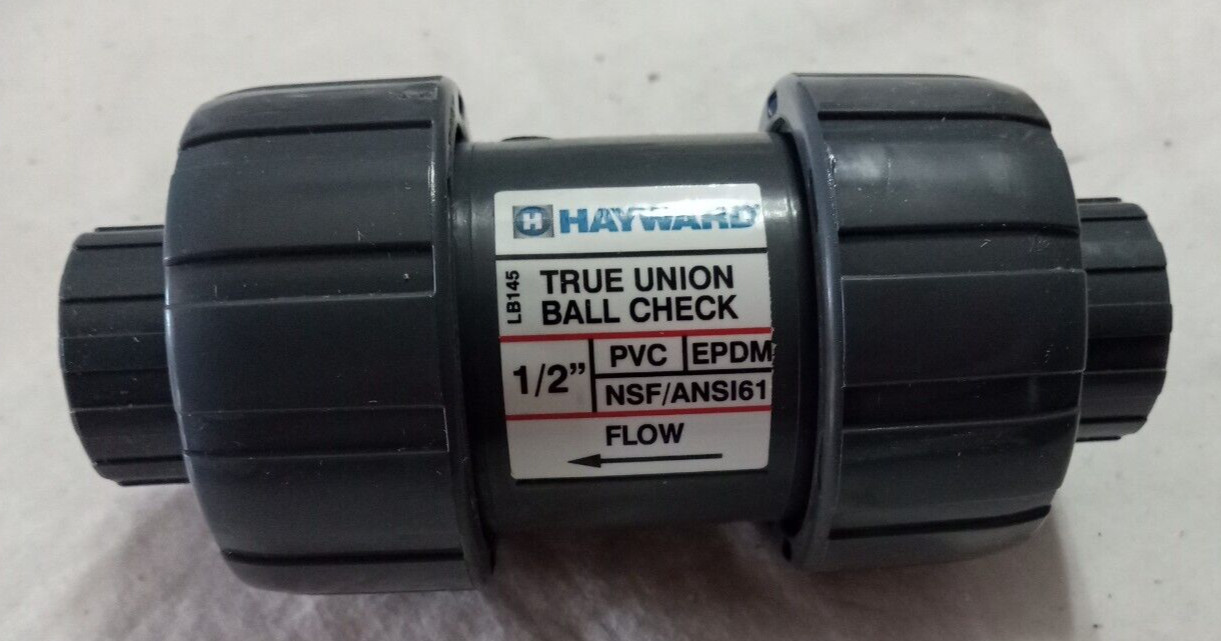 H HAYWARD
LB145
TRUE UNION
BALL CHECK
1/2”
PVC EPDM
NSF/ANSI61
FLOW